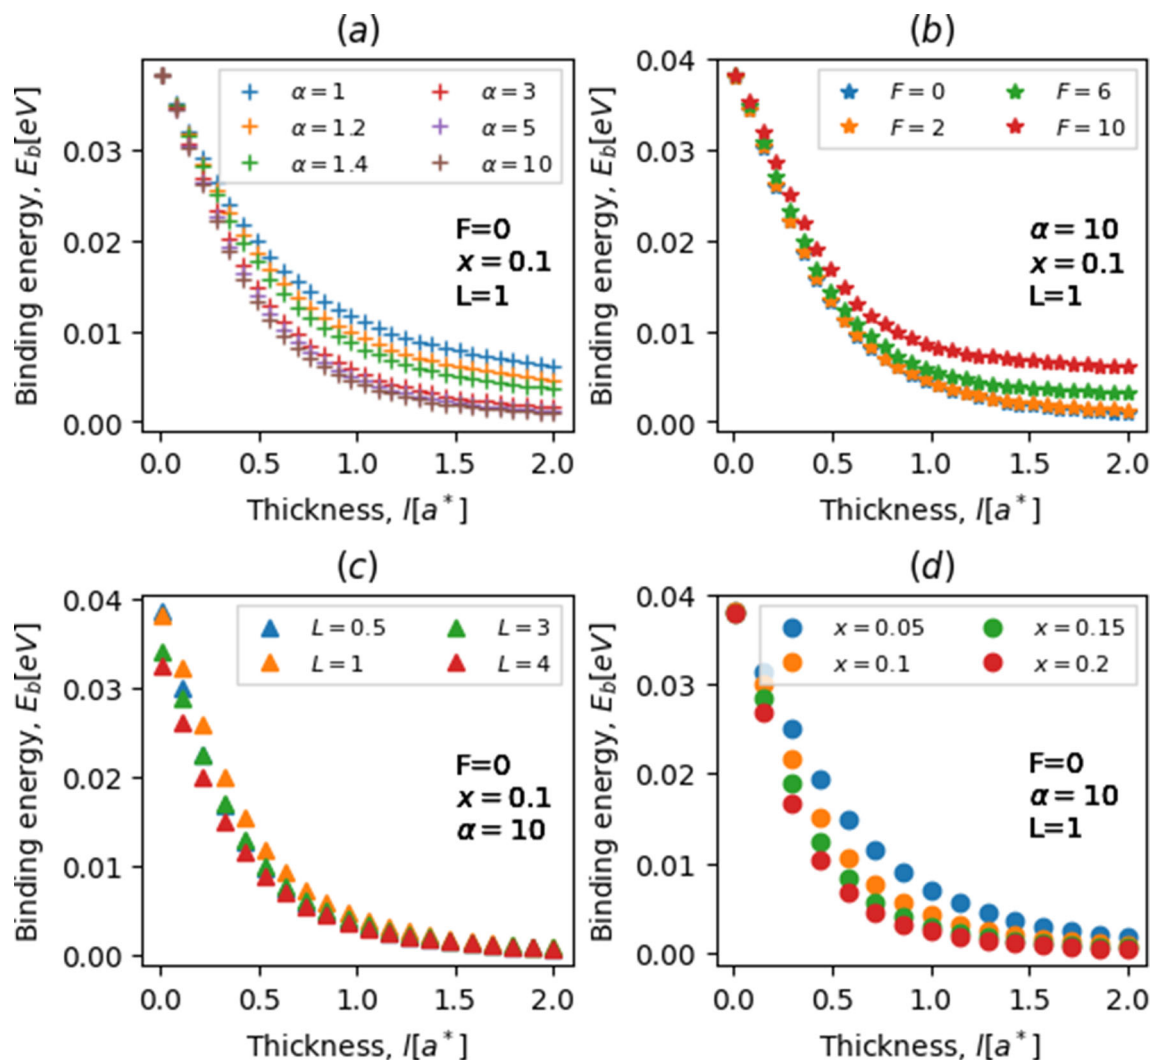 (a)
Binding energy, E_b[eV]
0.03
0.02
0.01
0.00
α = 1
α = 1.2
α = 1.4
α = 3
α = 5
α = 10
F=0
x = 0.1
L=1
0.0 0.5 1.0 1.5 2.0
Thickness, l[a*]
(b)
Binding energy, E_b[eV]
0.04
0.03
0.02
0.01
0.00
F = 0
F = 2
F = 6
F = 10
α = 10
x = 0.1
L=1
0.0 0.5 1.0 1.5 2.0
Thickness, l[a*]
(c)
Binding energy, E_b[eV]
0.04
0.03
0.02
0.01
0.00
L = 0.5
L = 1
L = 3
L = 4
F=0
x = 0.1
α = 10
0.0 0.5 1.0 1.5 2.0
Thickness, l[a*]
(d)
Binding energy, E_b[eV]
0.04
0.03
0.02
0.01
0.00
x = 0.05
x = 0.1
x = 0.15
x = 0.2
F=0
α = 10
L=1
0.0 0.5 1.0 1.5 2.0
Thickness, l[a*]